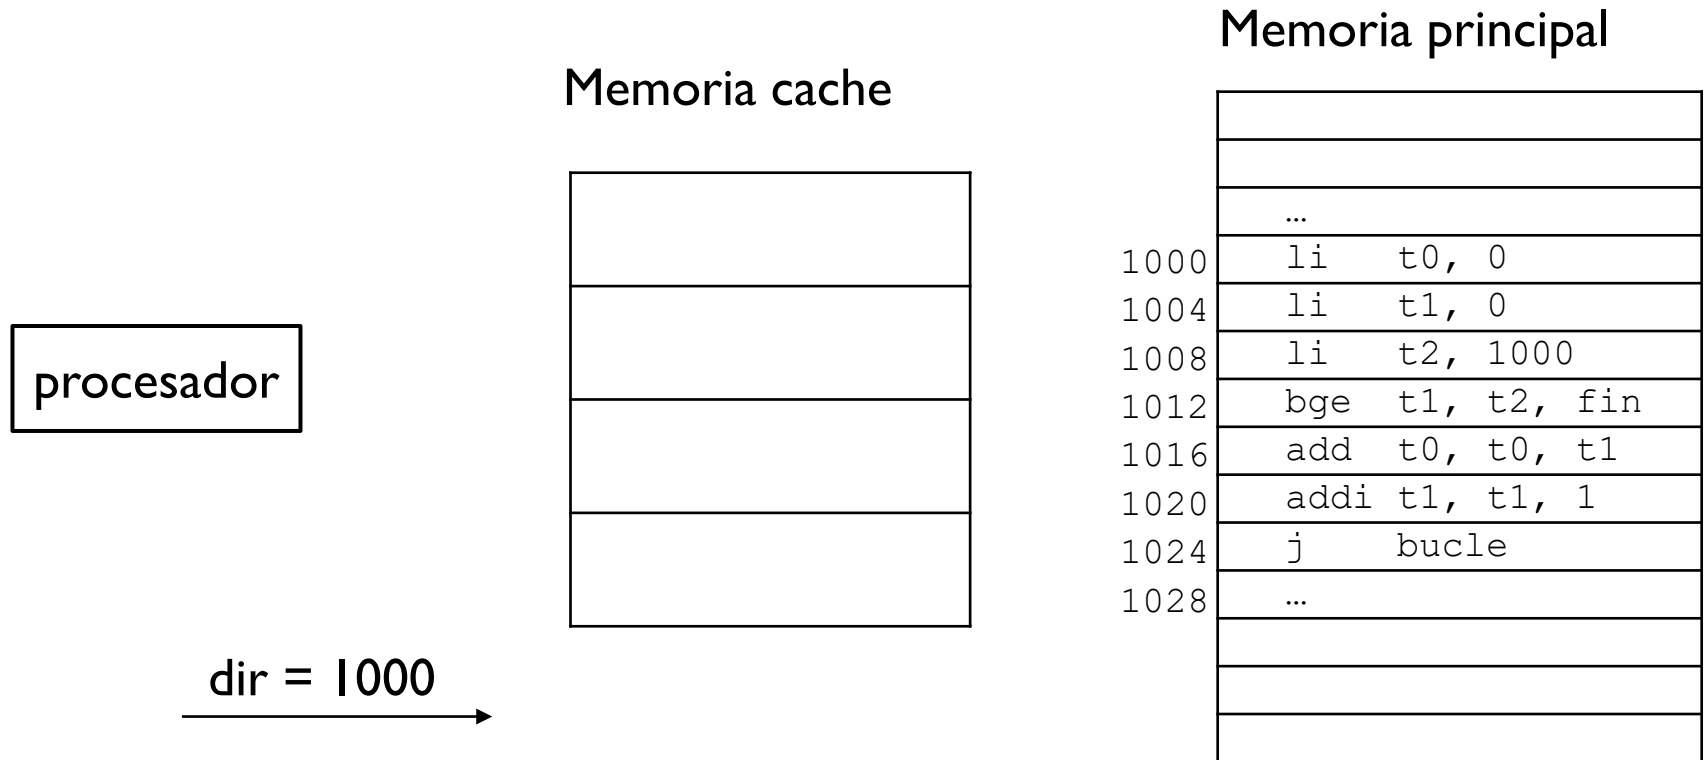 Memoria principal
Memoria cache
procesador
dir = 1000
…
1000 li t0, 0
1004 li t1, 0
1008 li t2, 1000
1012 bge t1, t2, fin
1016 add t0, t0, t1
1020 addi t1, t1, 1
1024 j bucle
1028 …